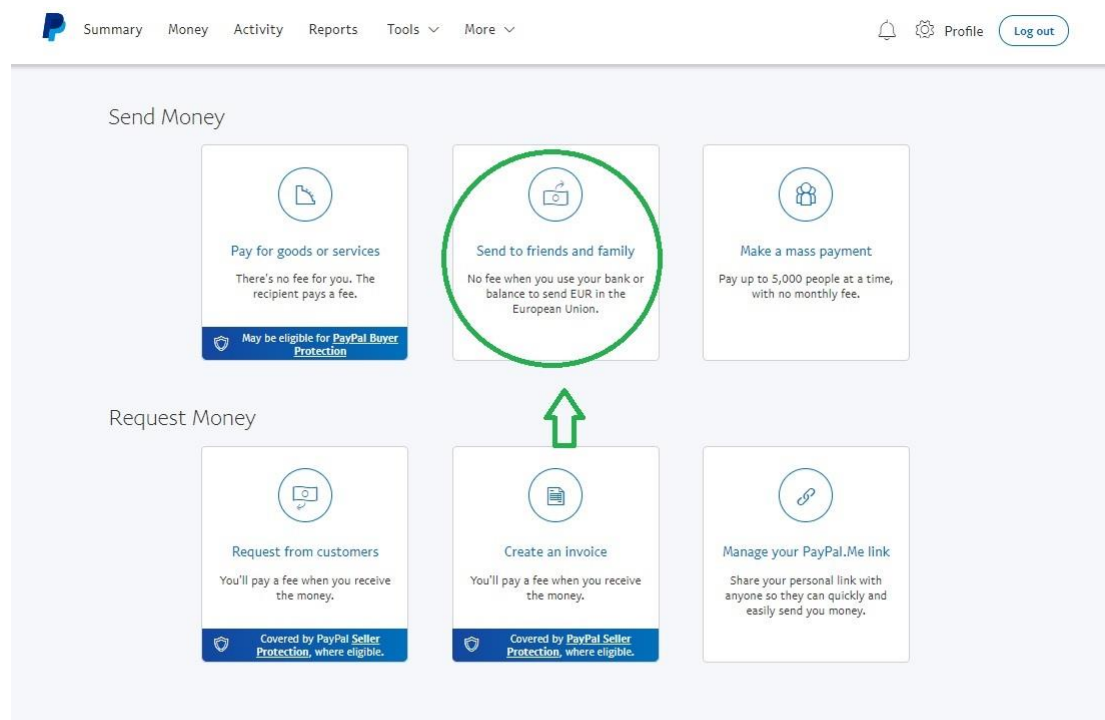 Summary Money Activity Reports Tools More Profile Log out
Send Money
Pay for goods or services
There's no fee for you. The
recipient pays a fee.
May be eligible for PayPal Buyer
Protection
Send to friends and family
No fee when you use your bank or
balance to send EUR in the
European Union.
Make a mass payment
Pay up to 5,000 people at a time,
with no monthly fee.
Request Money
Request from customers
You'll pay a fee when you receive
the money.
Covered by PayPal Seller
Protection, where eligible.
Create an invoice
You'll pay a fee when you receive
the money.
Covered by PayPal Seller
Protection, where eligible.
Manage your PayPal.Me link
Share your personal link with
anyone so they can quickly and
easily send you money.